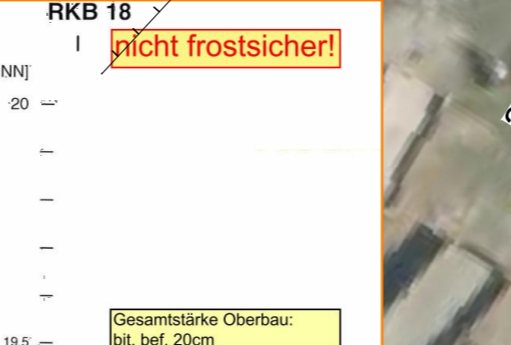 RKB 18
nicht frostsicher!
NN]
20
Gesamtstärke Oberbau:
19.5
bit. bef. 20cm